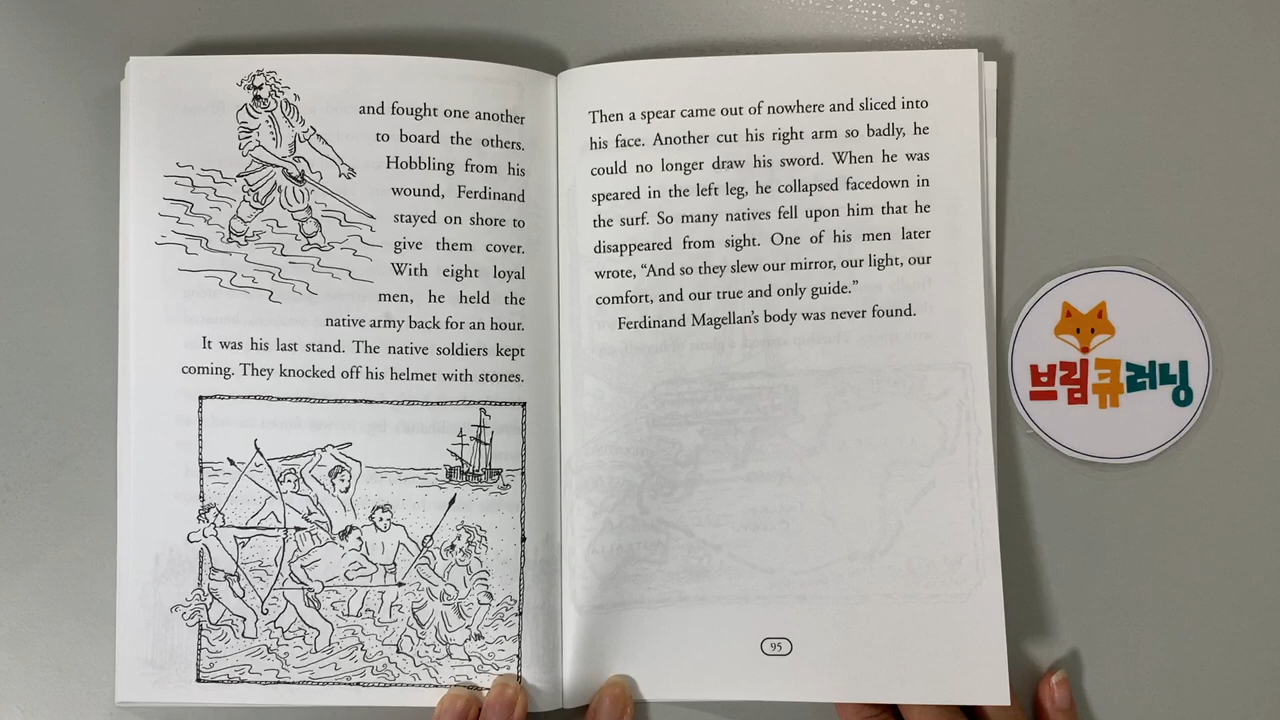 and fought one another
to board the others.
Hobbling from his
wound, Ferdinand
stayed on shore to
give them cover.
With eight loyal
men, he held the
native army back for an hour.
It was his last stand. The native soldiers kept
coming. They knocked off his helmet with stones.
Then a spear came out of nowhere and sliced into
his face. Another cut his right arm so badly, he
could no longer draw his sword. When he was
speared in the left leg, he collapsed facedown in
the surf. So many natives fell upon him that he
disappeared from sight. One of his men later
wrote, “And so they slew our mirror, our light, our
comfort, and our true and only guide.”
Ferdinand Magellan’s body was never found.
95
브림큐러닝